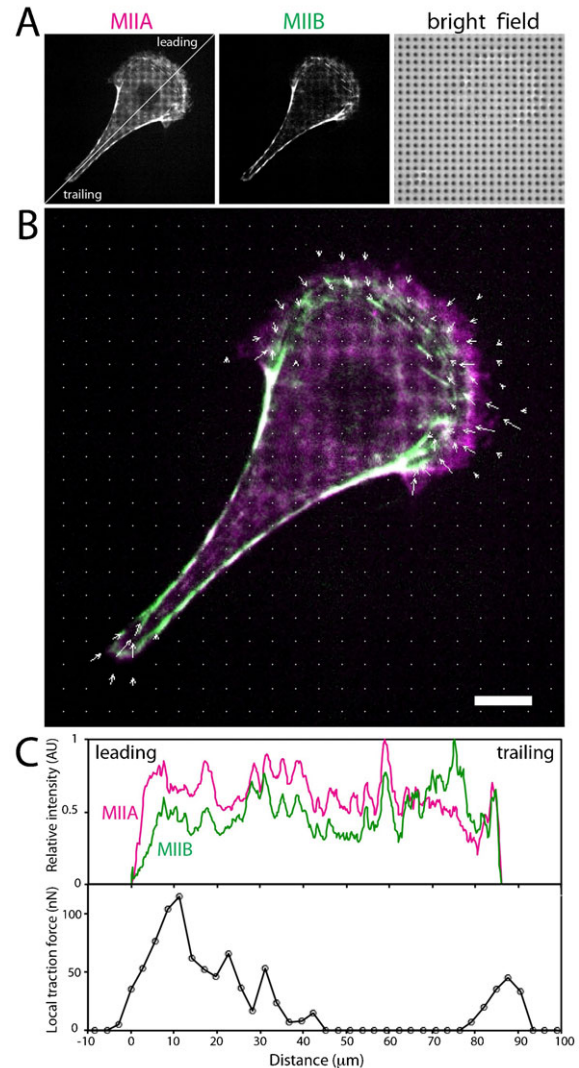 A
MIIA
MIIB
bright field
leading
trailing
B
C
leading
trailing
Relative intensity (AU)
1
0.5
0
MIIA
MIIB
Local traction force (nN)
100
50
0
-10 0 10 20 30 40 50 60 70 80 90 100
Distance (μm)